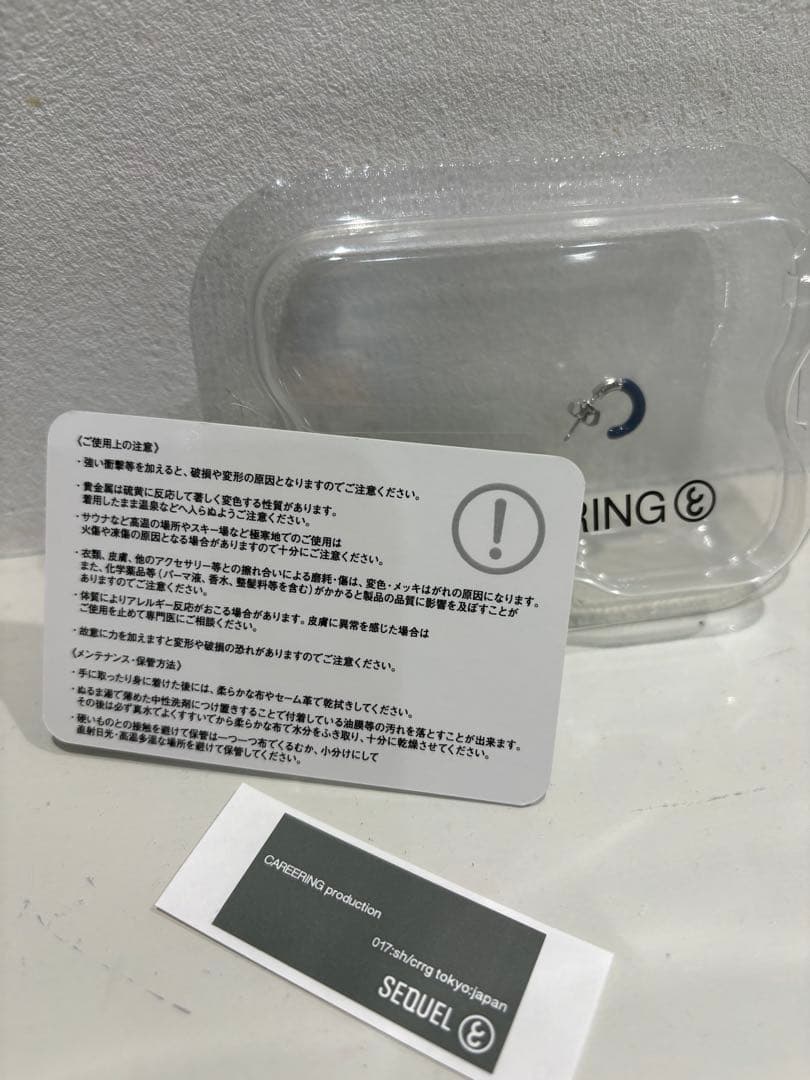 《ご使用上の注意》
・強い衝撃等を加えると、破損や変形の原因となりますのでご注意ください。
・貴金属は硫黄に反応して著しく変色する性質があります。
着用したまま温泉などへ入らぬようご注意ください。
・サウナなど高温の場所やスキー場など極寒地でのご使用は
火傷や凍傷の原因となる場合がありますので十分にご注意ください。
・衣類、皮膚、他のアクセサリー等との擦れ合いによる磨耗・傷は、変色・メッキはがれの原因になります。
また、化学薬品等(パーマ液、香水、整髪料等を含む)がかかると製品の品質に影響を及ぼすことが
ありますのでご注意ください。
・体質によりアレルギー反応がおこる場合があります。皮膚に異常を感じた場合は
ご使用を止めて専門医にご相談ください。
・故意に力を加えますと変形や破損の恐れがありますのでご注意ください。
《メンテナンス・保管方法》
・手に取ったり身に着けた後には、柔らかな布やセーム革で乾拭きしてください。
・ぬるま湯で薄めた中性洗剤につけ置きすることで付着している油膜等の汚れを落とすことが出来ます。
その後は必ず真水でよくすすいでから柔らかな布で水分をふき取り、十分に乾燥させてください。
・硬いものとの接触を避けて保管は一つ一つ布でくるむか、小分けにして
直射日光・高温多湿な場所を避けて保管してください。
RING
CAREERING production
017:sh/crrg tokyo:japan
SEQUEL